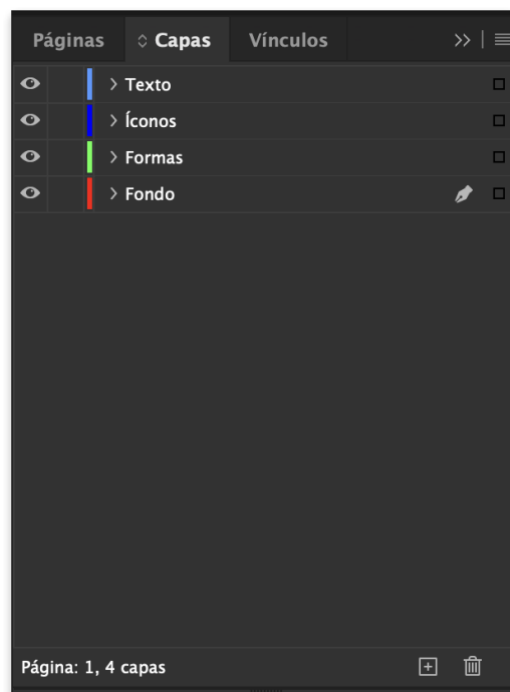 Páginas Capas Vínculos
Texto
Íconos
Formas
Fondo
Página: 1, 4 capas